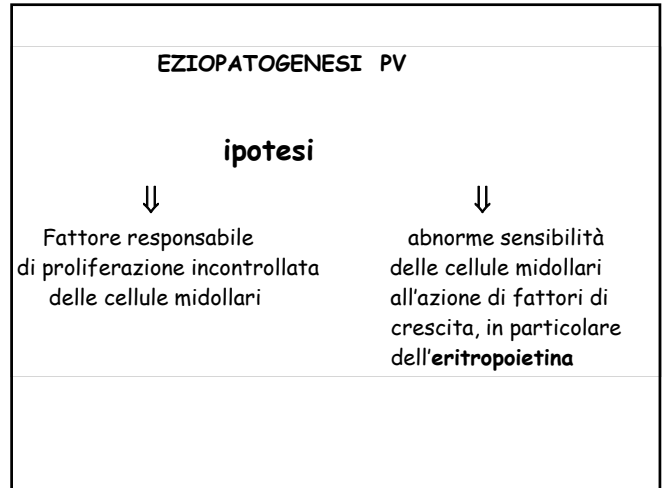 EZIOPATOGENESI PV
ipotesi
⇓ ⇓
Fattore responsabile
di proliferazione incontrollata
delle cellule midollari
abnorme sensibilità
delle cellule midollari
all'azione di fattori di
crescita, in particolare
dell'eritropoietina